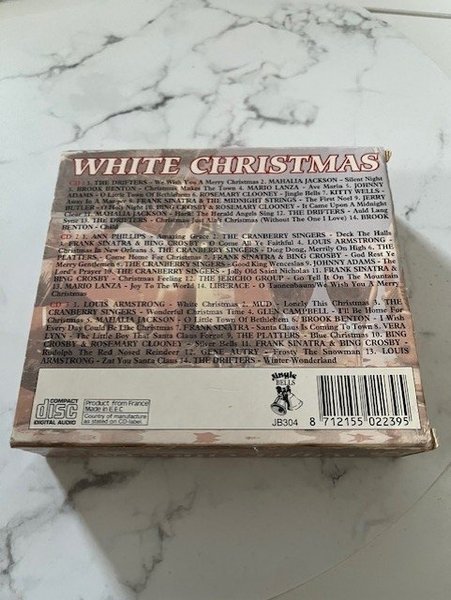 WHITE CHRISTMAS
CD 1 1. THE DRIFTERS - We Wish You A Merry Christmas 2. MAHALIA JACKSON - Silent Night
3. BROOK BENTON - Christmas Makes The Town 4. MARIO LANZA - Ave Maria 5. JOHNNY
ADAMS - O Little Town Of Bethlehem 6. ROSEMARY CLOONEY - Jingle Bells 7. KITTY WELLS -
Away In A Manger 8. FRANK SINATRA & THE MIDNIGHT STRINGS - The First Noel 9. JERRY
BUTLER - O Holy Night 10. BING CROSBY & ROSEMARY CLOONEY - It Came Upon A Midnight
Clear 11. MAHALIA JACKSON - Hark! The Herald Angels Sing 12. THE DRIFTERS - Auld Lang
Syne 13. THE DRIFTERS - Christmas Just Ain't Christmas (Without The One I Love) 14. BROOK
BENTON -
CD 2 1. ANN PHILLIPS - Amazing Grace 2. THE CRANBERRY SINGERS - Deck The Halls
3. FRANK SINATRA & BING CROSBY - O Come All Ye Faithful 4. LOUIS ARMSTRONG -
Christmas In New Orleans 5. THE CRANBERRY SINGERS - Ding Dong, Merrily On High 6. THE
PLATTERS - Come Home For Christmas 7. FRANK SINATRA & BING CROSBY - God Rest Ye
Merry Gentlemen 8. THE CRANBERRY SINGERS - Good King Wenceslas 9. JOHNNY ADAMS - The
Lord's Prayer 10. THE CRANBERRY SINGERS - Jolly Old Saint Nicholas 11. FRANK SINATRA &
BING CROSBY - Christmas Feeling 12. THE JERICHO GROUP - Go Tell It On The Mountain
13. MARIO LANZA - Joy To The World 14. LIBERACE - O Tannenbaum/We Wish You A Merry
Christmas
CD 3 1. LOUIS ARMSTRONG - White Christmas 2. MUD - Lonely This Christmas 3. THE
CRANBERRY SINGERS - Wonderful Christmas Time 4. GLEN CAMPBELL - I'll Be Home For
Christmas 5. MAHALIA JACKSON - O Little Town Of Bethlehem 6. BROOK BENTON - I Wish
Every Day Could Be Like Christmas 7. FRANK SINATRA - Santa Claus Is Coming To Town 8. VERA
LYNN - The Little Boy That Santa Claus Forgot 9. THE PLATTERS - Blue Christmas 10. BING
CROSBY & ROSEMARY CLOONEY - Silver Bells 11. FRANK SINATRA & BING CROSBY -
Rudolph The Red Nosed Reindeer 12. GENE AUTRY - Frosty The Snowman 13. LOUIS
ARMSTRONG - Zat You Santa Claus 14. THE DRIFTERS - Winter Wonderland
COMPACT
disc
DIGITAL AUDIO
Product from France
Made in E.E.C
Country of manufacture
as stated on CD-label
Jingle
BELLS
JB304
8 712155 022395